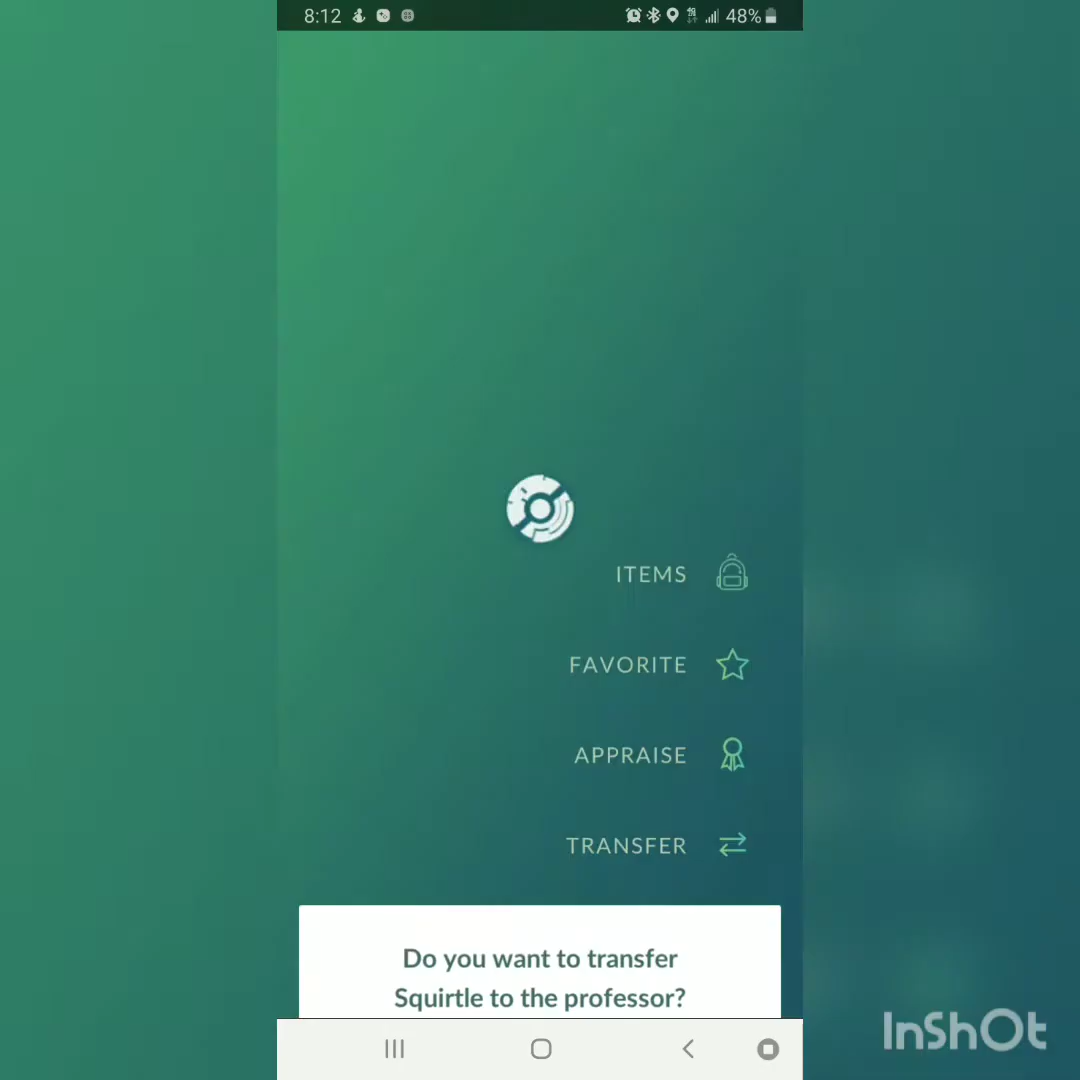 8:12 48%
ITEMS
FAVORITE
APPRAISE
TRANSFER
Do you want to transfer
Squirtle to the professor?
InShOt